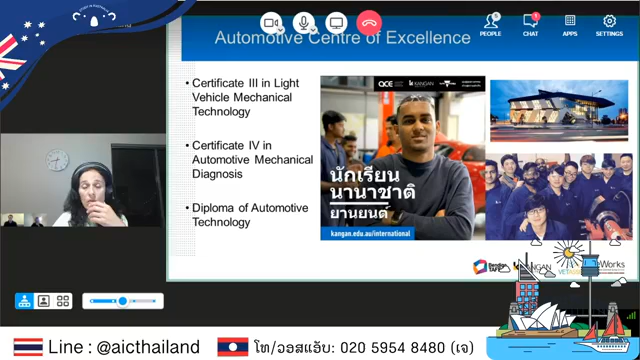 Automotive Centre of Excellence
PEOPLE
CHAT
APPS
SETTINGS
• Certificate III in Light
Vehicle Mechanical
Technology
• Certificate IV in
Automotive Mechanical
Diagnosis
• Diploma of Automotive
Technology
ACE
KANGAN
นักเรียน
นานาชาติ
ยานยนต์
kangan.edu.au/international
Line : @aicthailand
โท/วอสแอ๊บ: 020 5954 8480 (เจ)